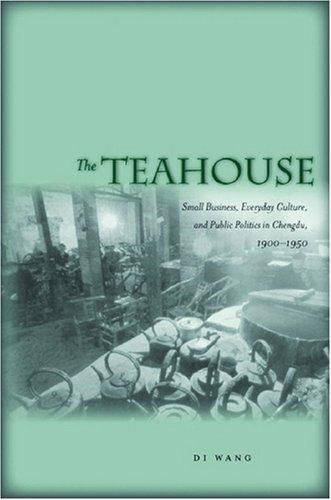 The TEAHOUSE
Small Business, Everyday Culture,
and Public Politics in Chengdu,
1900–1950
DI WANG